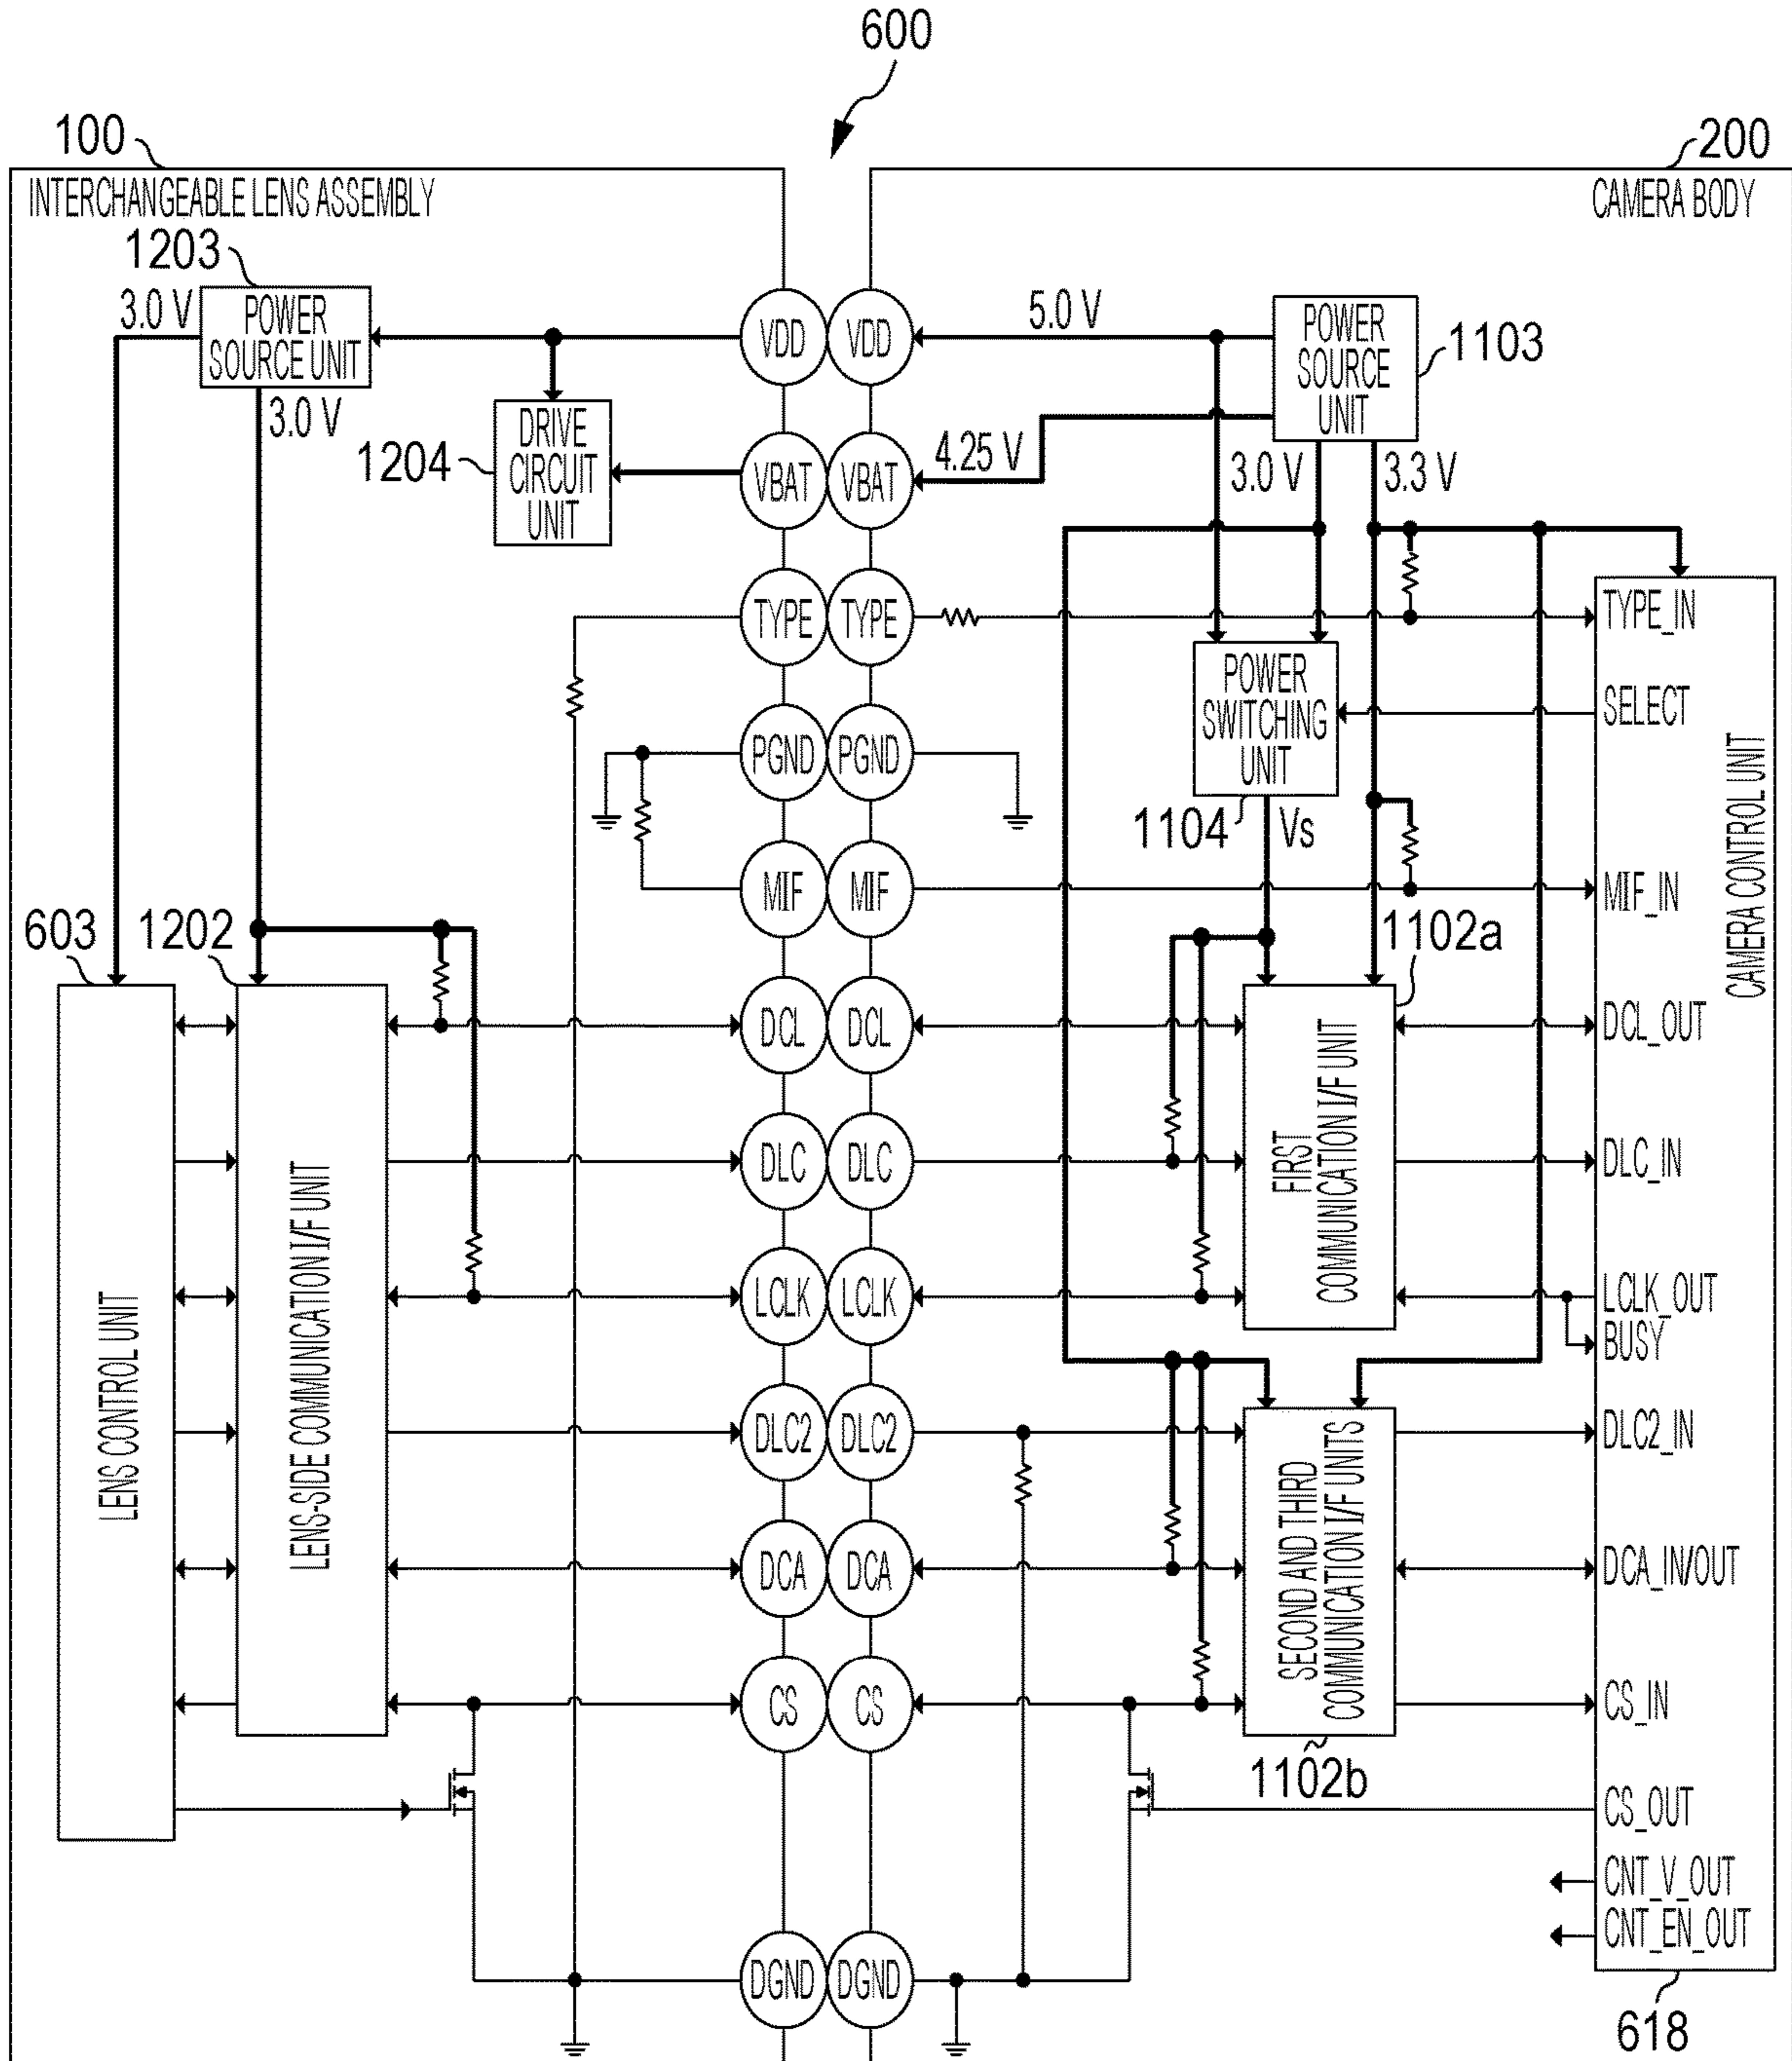 600
100
200
INTERCHANGEABLE LENS ASSEMBLY
CAMERA BODY
1203
3.0 V
POWER
SOURCE UNIT
3.0 V
1204
DRIVE
CIRCUIT
UNIT
VDD
VDD
5.0 V
POWER
SOURCE
UNIT
1103
VBAT
VBAT
4.25 V
3.0 V
3.3 V
TYPE
TYPE
TYPE_IN
POWER
SWITCHING
UNIT
SELECT
PGND
PGND
1104
Vs
CAMERA CONTROL UNIT
MIF
MIF
MIF_IN
603
1202
1102a
DCL
DCL
DCL_OUT
FIRST
COMMUNICATION I/F UNIT
DLC
DLC
DLC_IN
LENS CONTROL UNIT
LENS-SIDE COMMUNICATION I/F UNIT
LCLK
LCLK
LCLK_OUT
BUSY
DLC2
DLC2
DLC2_IN
SECOND AND THIRD
COMMUNICATION I/F UNITS
DCA
DCA
DCA_IN/OUT
CS
CS
CS_IN
1102b
CS_OUT
CNT_V_OUT
CNT_EN_OUT
DGND
DGND
618